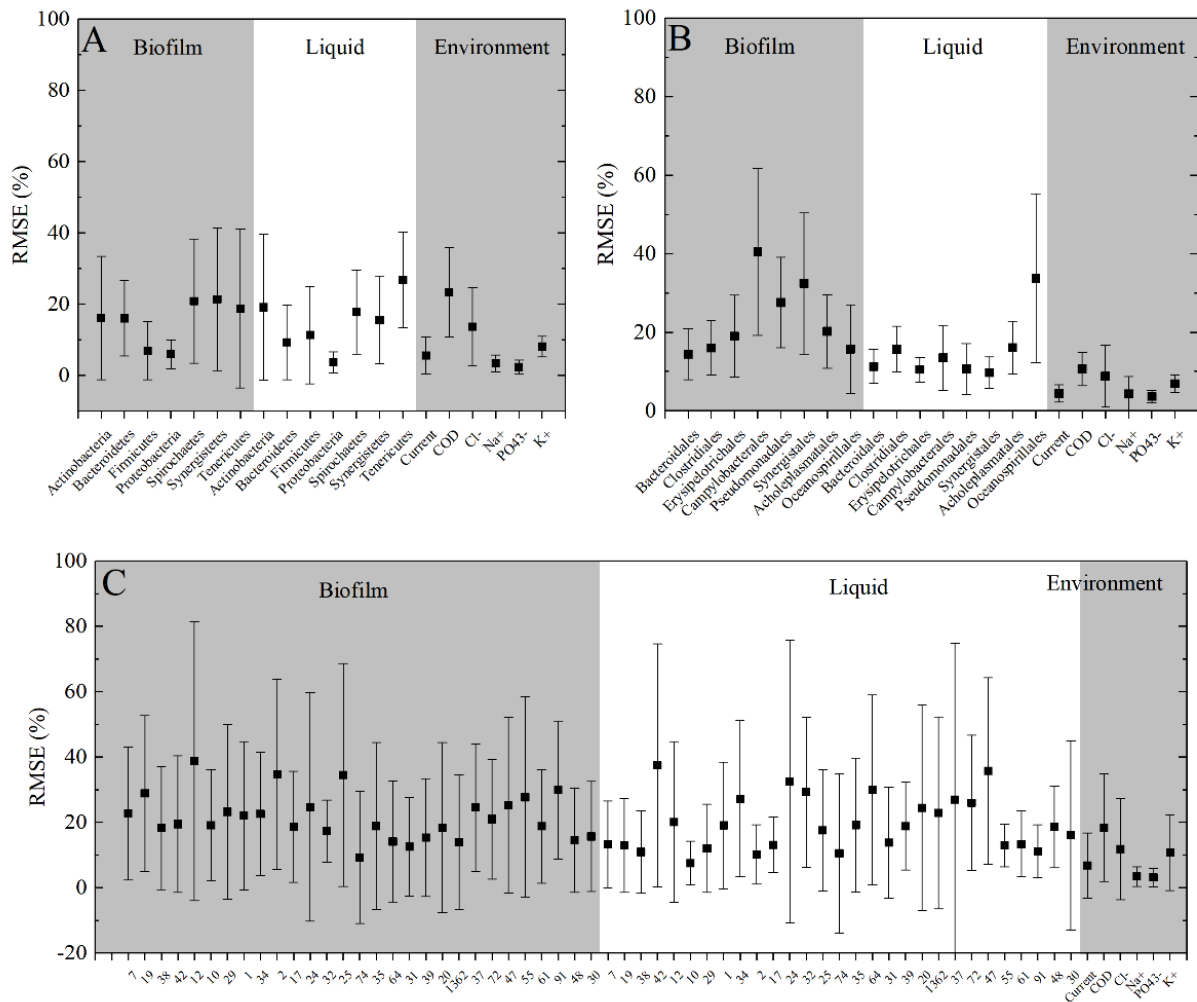 A
Biofilm
Liquid
Environment
RMSE (%)
100
80
60
40
20
0
Actinobacteria
Bacteroidetes
Firmicutes
Proteobacteria
Spirochaetes
Synergistetes
Tenericutes
Actinobacteria
Bacteroidetes
Firmicutes
Proteobacteria
Spirochaetes
Synergistetes
Tenericutes
Current
COD
Cl-
Na+
PO43-
K+
B
Biofilm
Liquid
Environment
RMSE (%)
100
80
60
40
20
0
Bacteroidales
Clostridiales
Erysipelotrichales
Campylobacterales
Pseudomonadales
Synergistales
Acholeplasmatales
Oceanospirillales
Bacteroidales
Clostridiales
Erysipelotrichales
Campylobacterales
Pseudomonadales
Synergistales
Acholeplasmatales
Oceanospirillales
Current
COD
Cl-
Na+
PO43-
K+
C
Biofilm
Liquid
Environment
RMSE (%)
100
80
60
40
20
0
-20
7
19
38
42
12
10
29
1
34
2
17
24
32
25
74
35
64
31
39
20
1362
37
72
47
55
61
91
48
30
7
19
38
42
12
10
29
1
34
2
17
24
32
25
74
35
64
31
39
20
1362
37
72
47
55
61
91
48
30
Current
COD
Cl-
Na+
PO43-
K+